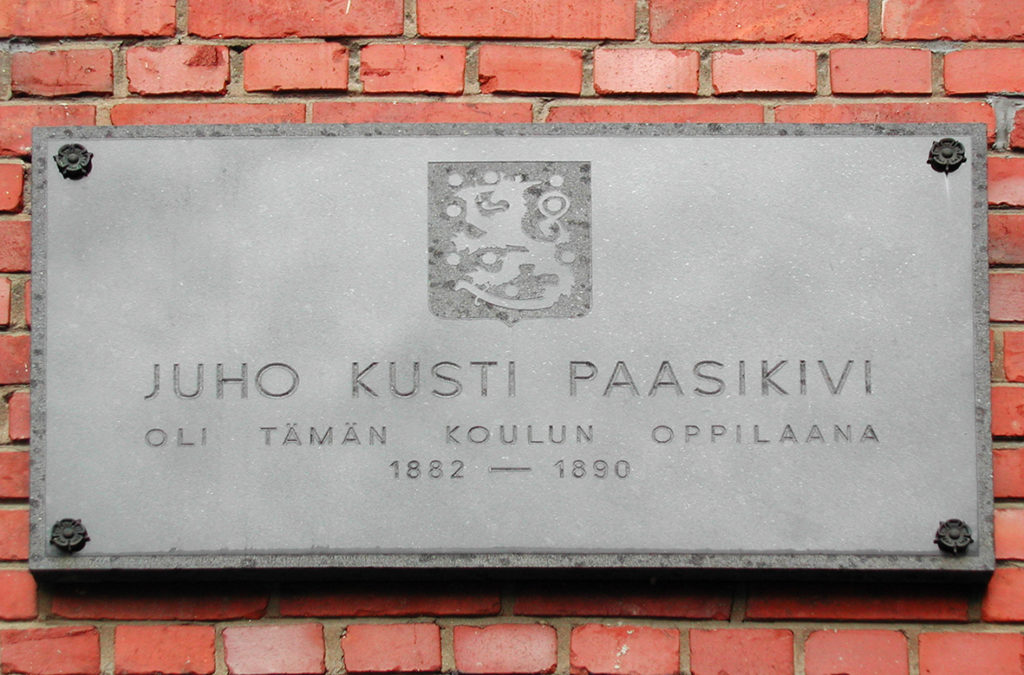 JUHO KUSTI PAASIKIVI
OLI TÄMÄN KOULUN OPPILAANA
1882 — 1890